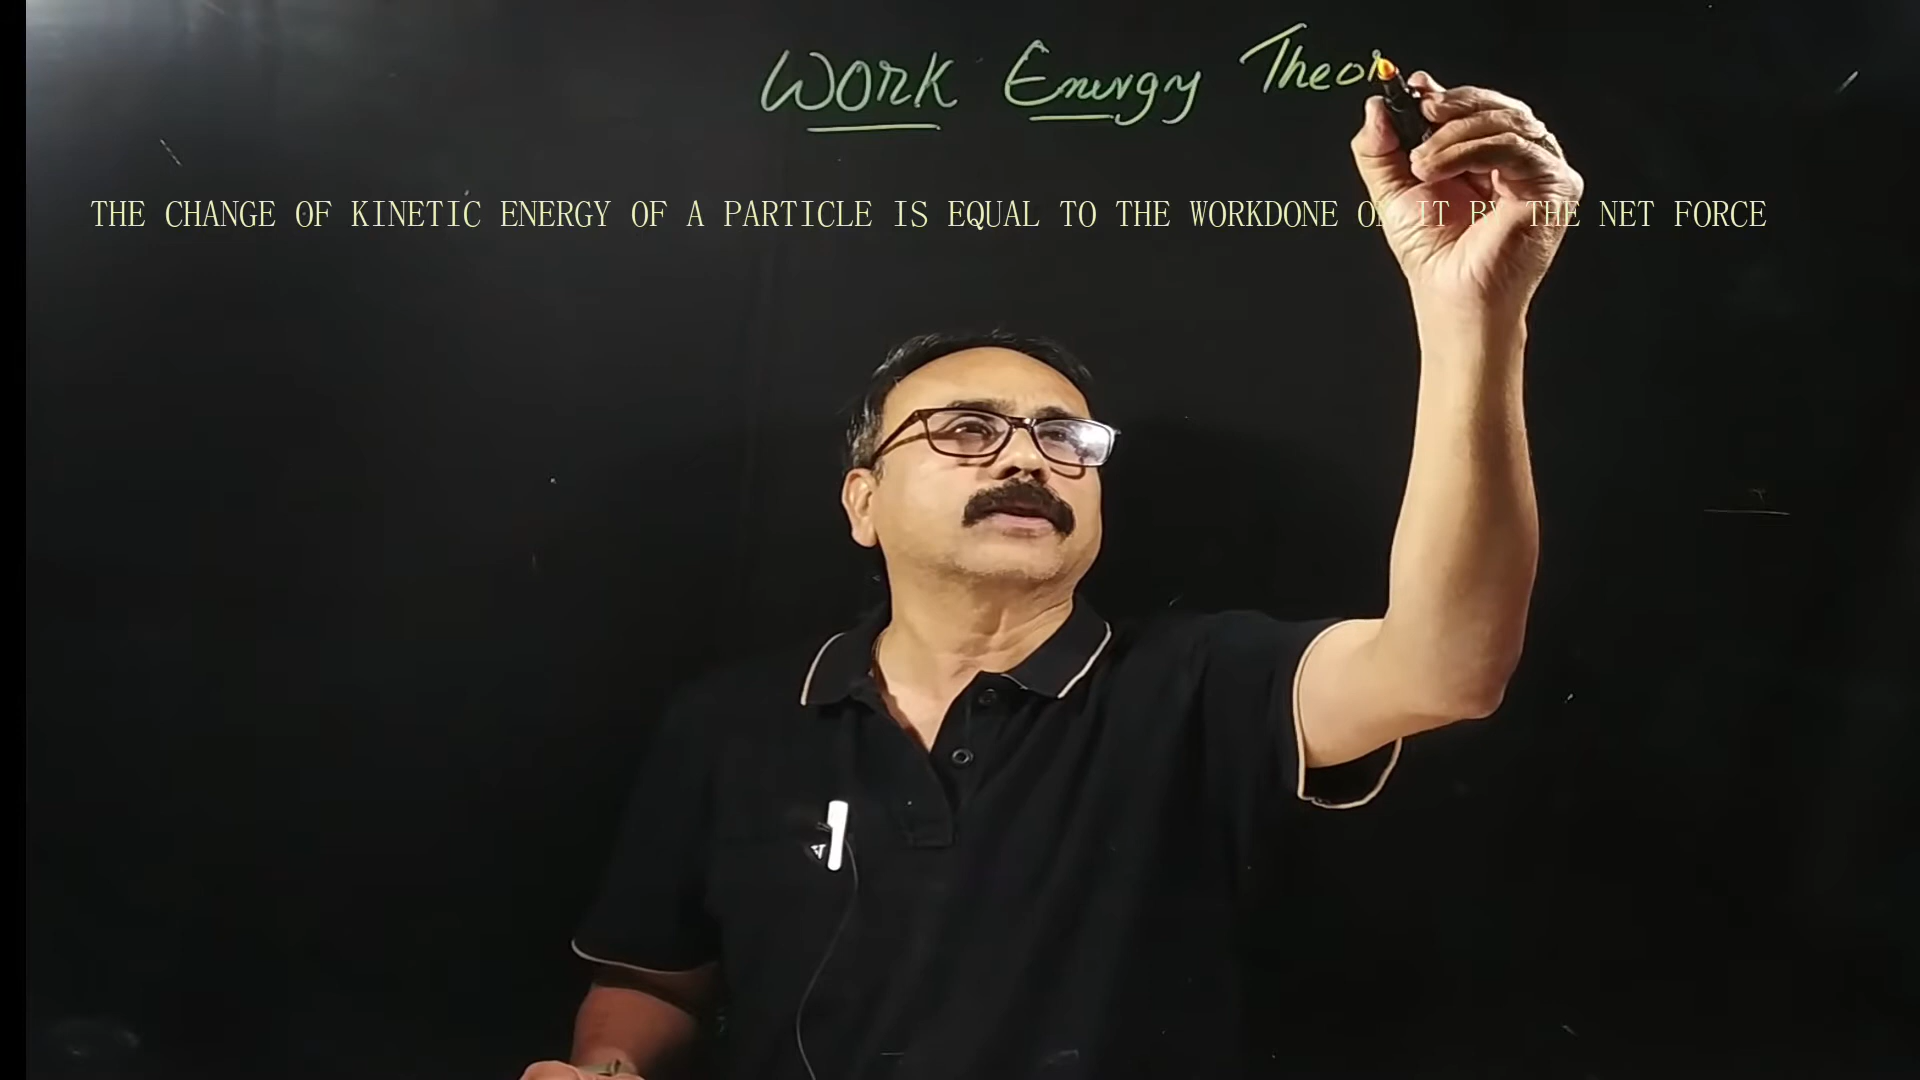 WORK Energy Theor
THE CHANGE OF KINETIC ENERGY OF A PARTICLE IS EQUAL TO THE WORKDONE ON IT BY THE NET FORCE